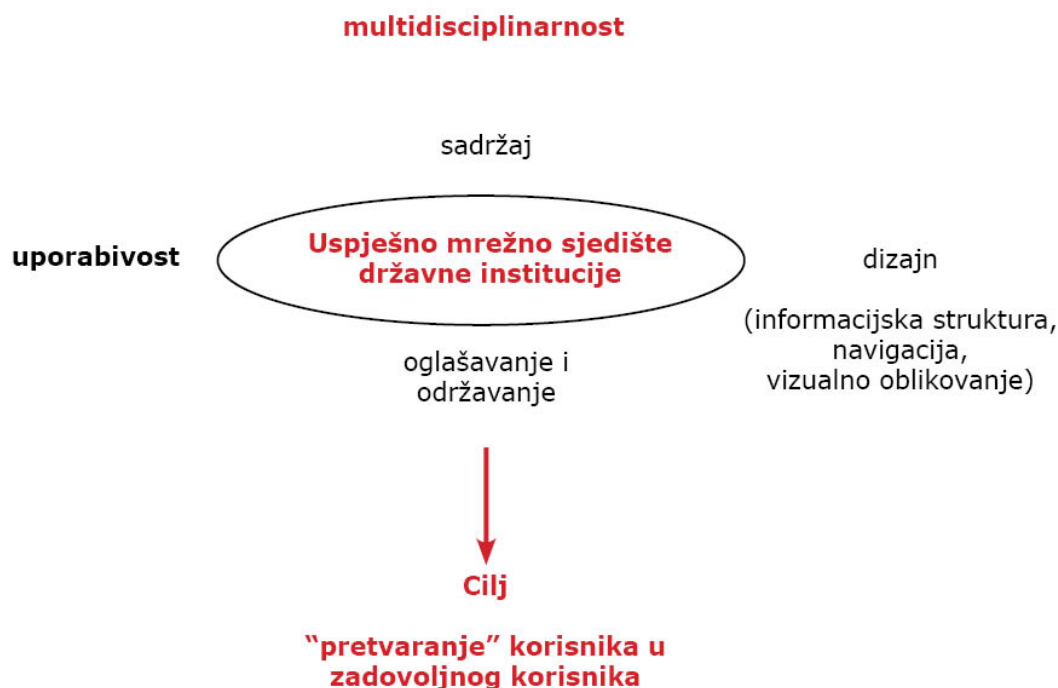 multidisciplinarnost
sadržaj
uporabivost
Uspješno mrežno sjedište
državne institucije
dizajn
(informacijska struktura,
navigacija,
vizualno oblikovanje)
oglašavanje i
održavanje
Cilj
“pretvaranje” korisnika u
zadovoljnog korisnika